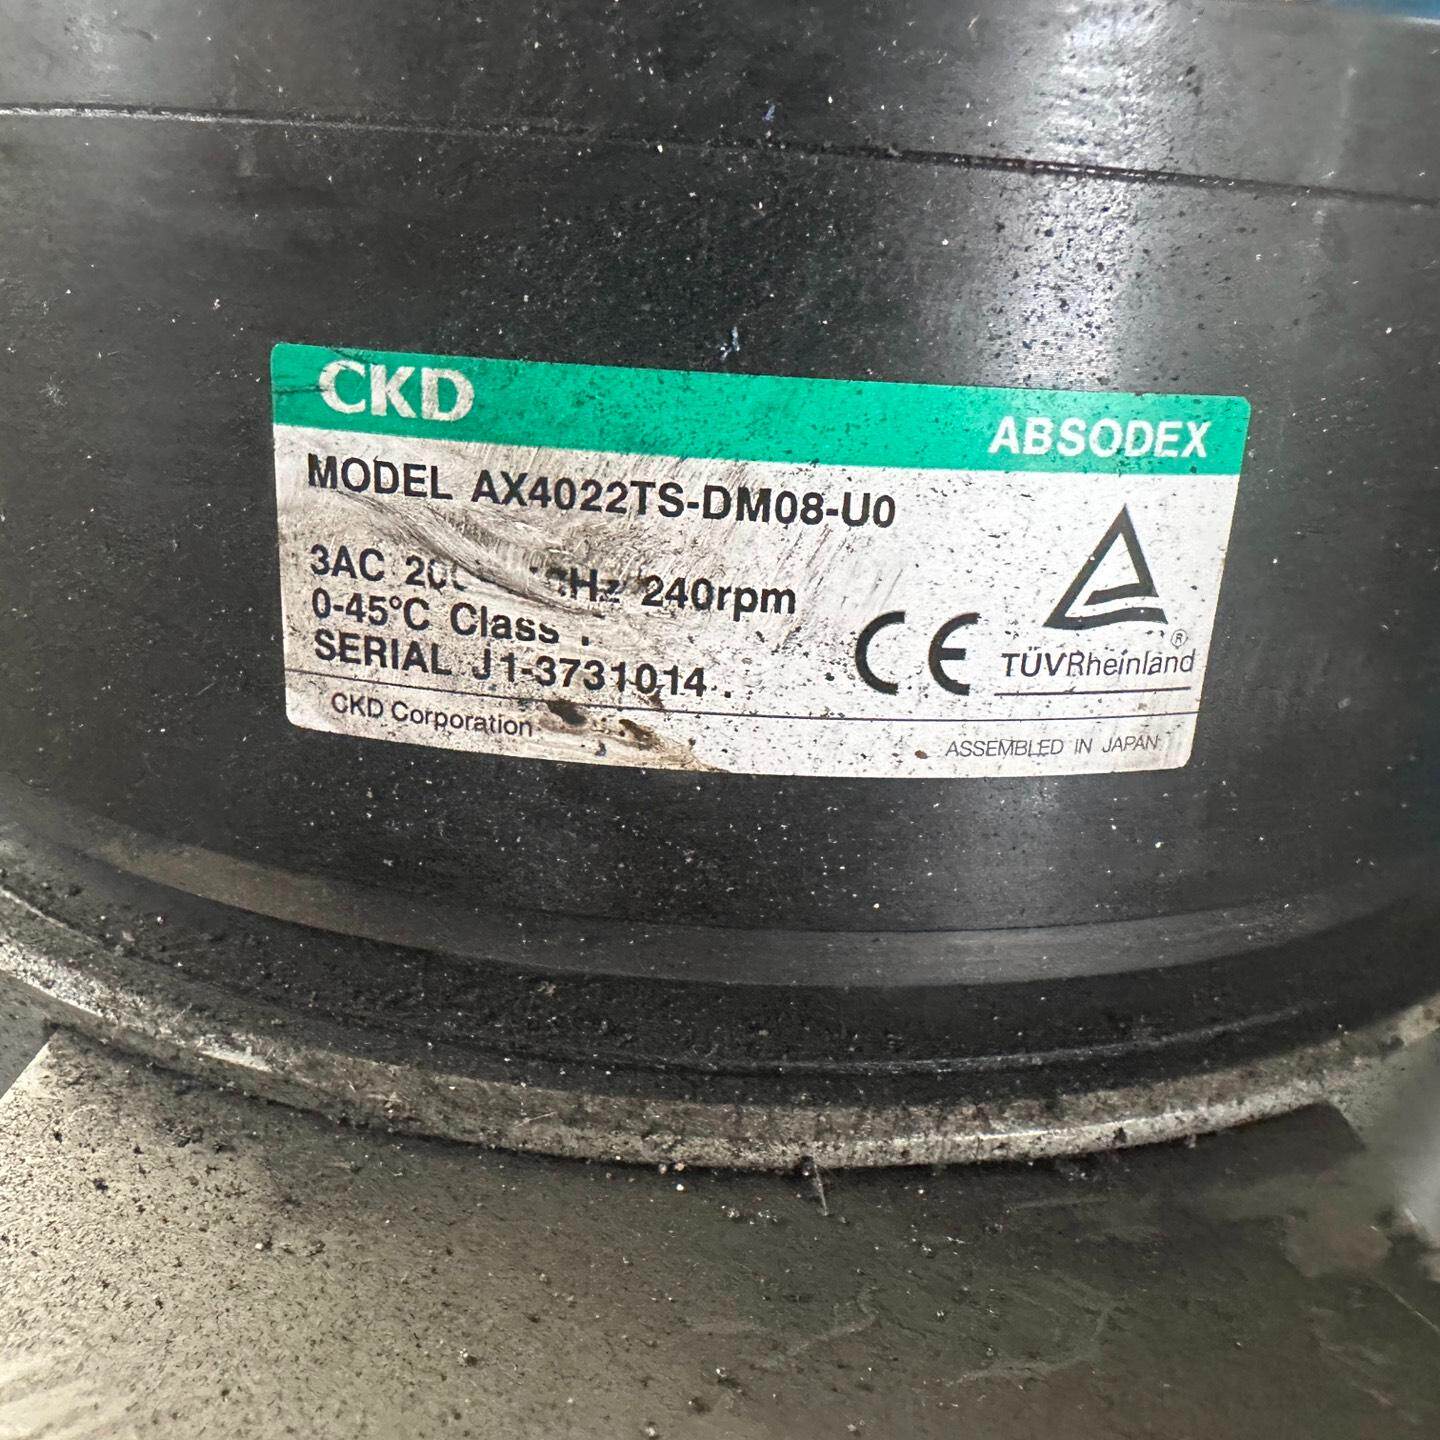 CKD
ABSODEX
MODEL AX4022TS-DM08-U0
3AC 240rpm
0-45°C Class
SERIAL J1-3731014
CE
TÜVRheinland ®
CKD Corporation
ASSEMBLED IN JAPAN